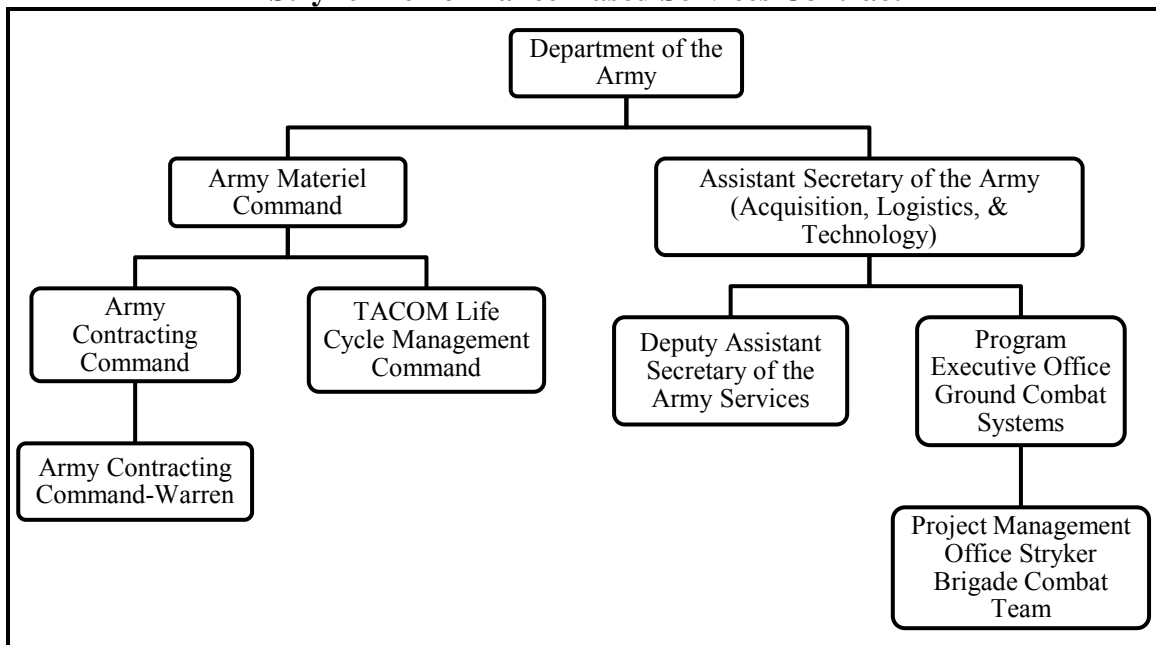 Department of the
Army
Army Materiel
Command
Assistant Secretary of the Army
(Acquisition, Logistics, &
Technology)
Army
Contracting
Command
TACOM Life
Cycle Management
Command
Deputy Assistant
Secretary of the
Army Services
Program
Executive Office
Ground Combat
Systems
Army Contracting
Command-Warren
Project Management
Office Stryker
Brigade Combat
Team